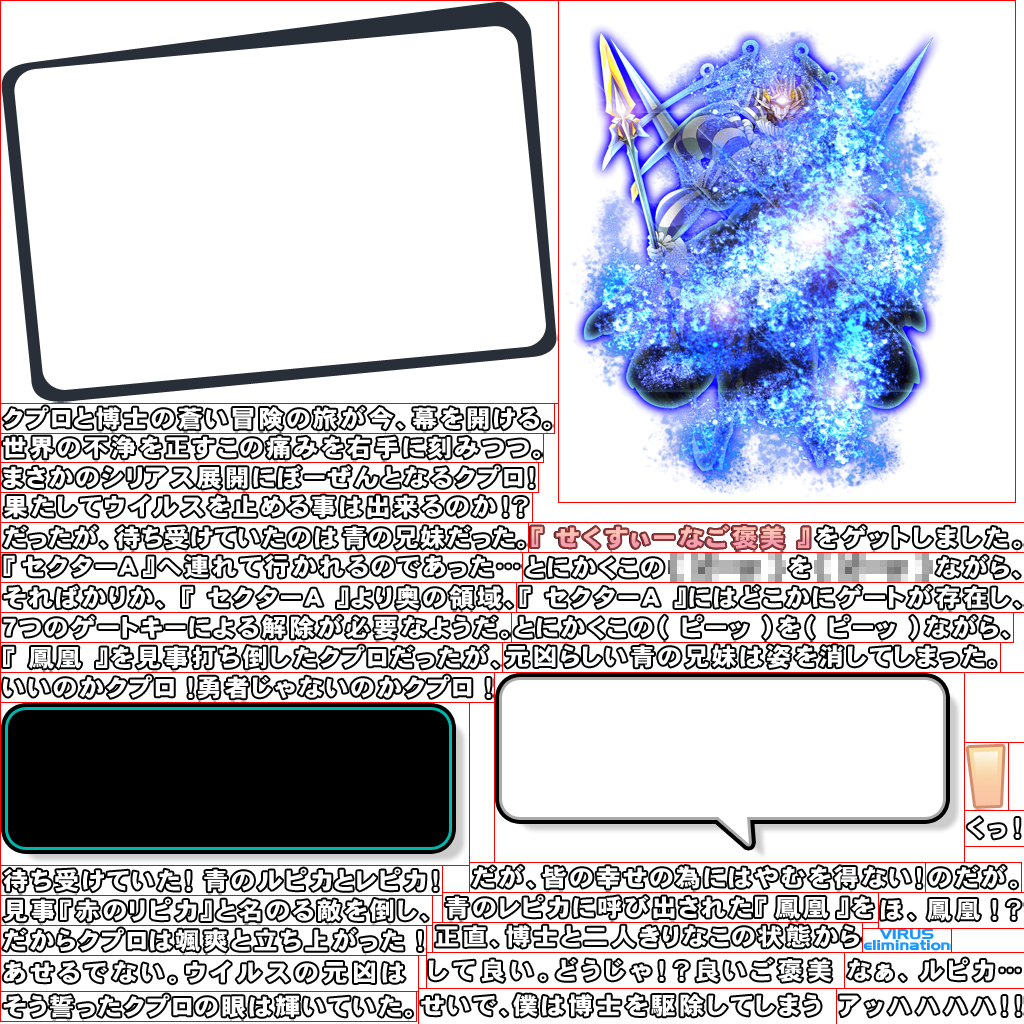 クプロと博士の蒼い冒険の旅が今、幕を開ける。
世界の不浄を正すこの痛みを右手に刻みつつ。
まさかのシリアス展開にぼーぜんとなるクプロ!
果たしてウイルスを止める事は出来るのか!?
だったが、待ち受けていたのは青の兄妹だった。
『 せくすぃーなご褒美 』をゲットしました。
『セクターA』へ連れて行かれるのであった…
とにかくこの を ながら、
そればかりか、『 セクターA 』より奥の領域、
『 セクターA 』にはどこかにゲートが存在し、
7つのゲートキーによる解除が必要なようだ。
とにかくこの( ピーッ )を( ピーッ )ながら、
『 鳳凰 』を見事打ち倒したクプロだったが、
元凶らしい青の兄妹は姿を消してしまった。
いいのかクプロ!勇者じゃないのかクプロ!
くっ!
待ち受けていた!青のルピカとレピカ!
だが、皆の幸せの為にはやむを得ない!
のだが。
見事『赤のリピカ』と名のる敵を倒し、
青のレピカに呼び出された『 鳳凰 』を
ほ、鳳凰!?
だからクプロは颯爽と立ち上がった!
正直、博士と二人きりなこの状態から
VIRUS
elimination
あせるでない。ウイルスの元凶は
して良い。どうじゃ!?良いご褒美
なぁ、ルピカ…
そう誓ったクプロの眼は輝いていた。
せいで、僕は博士を駆除してしまう
アッハハハハ!!